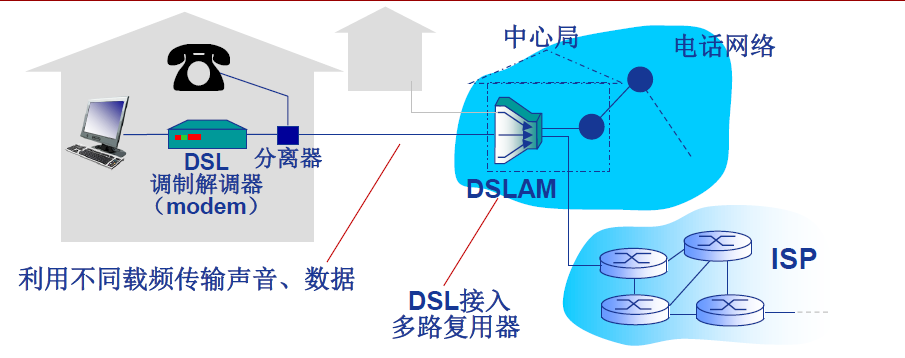 中心局
电话网络
DSL
调制解调器
（modem）
分离器
DSLAM
利用不同载频传输声音、数据
DSL接入
多路复用器
ISP